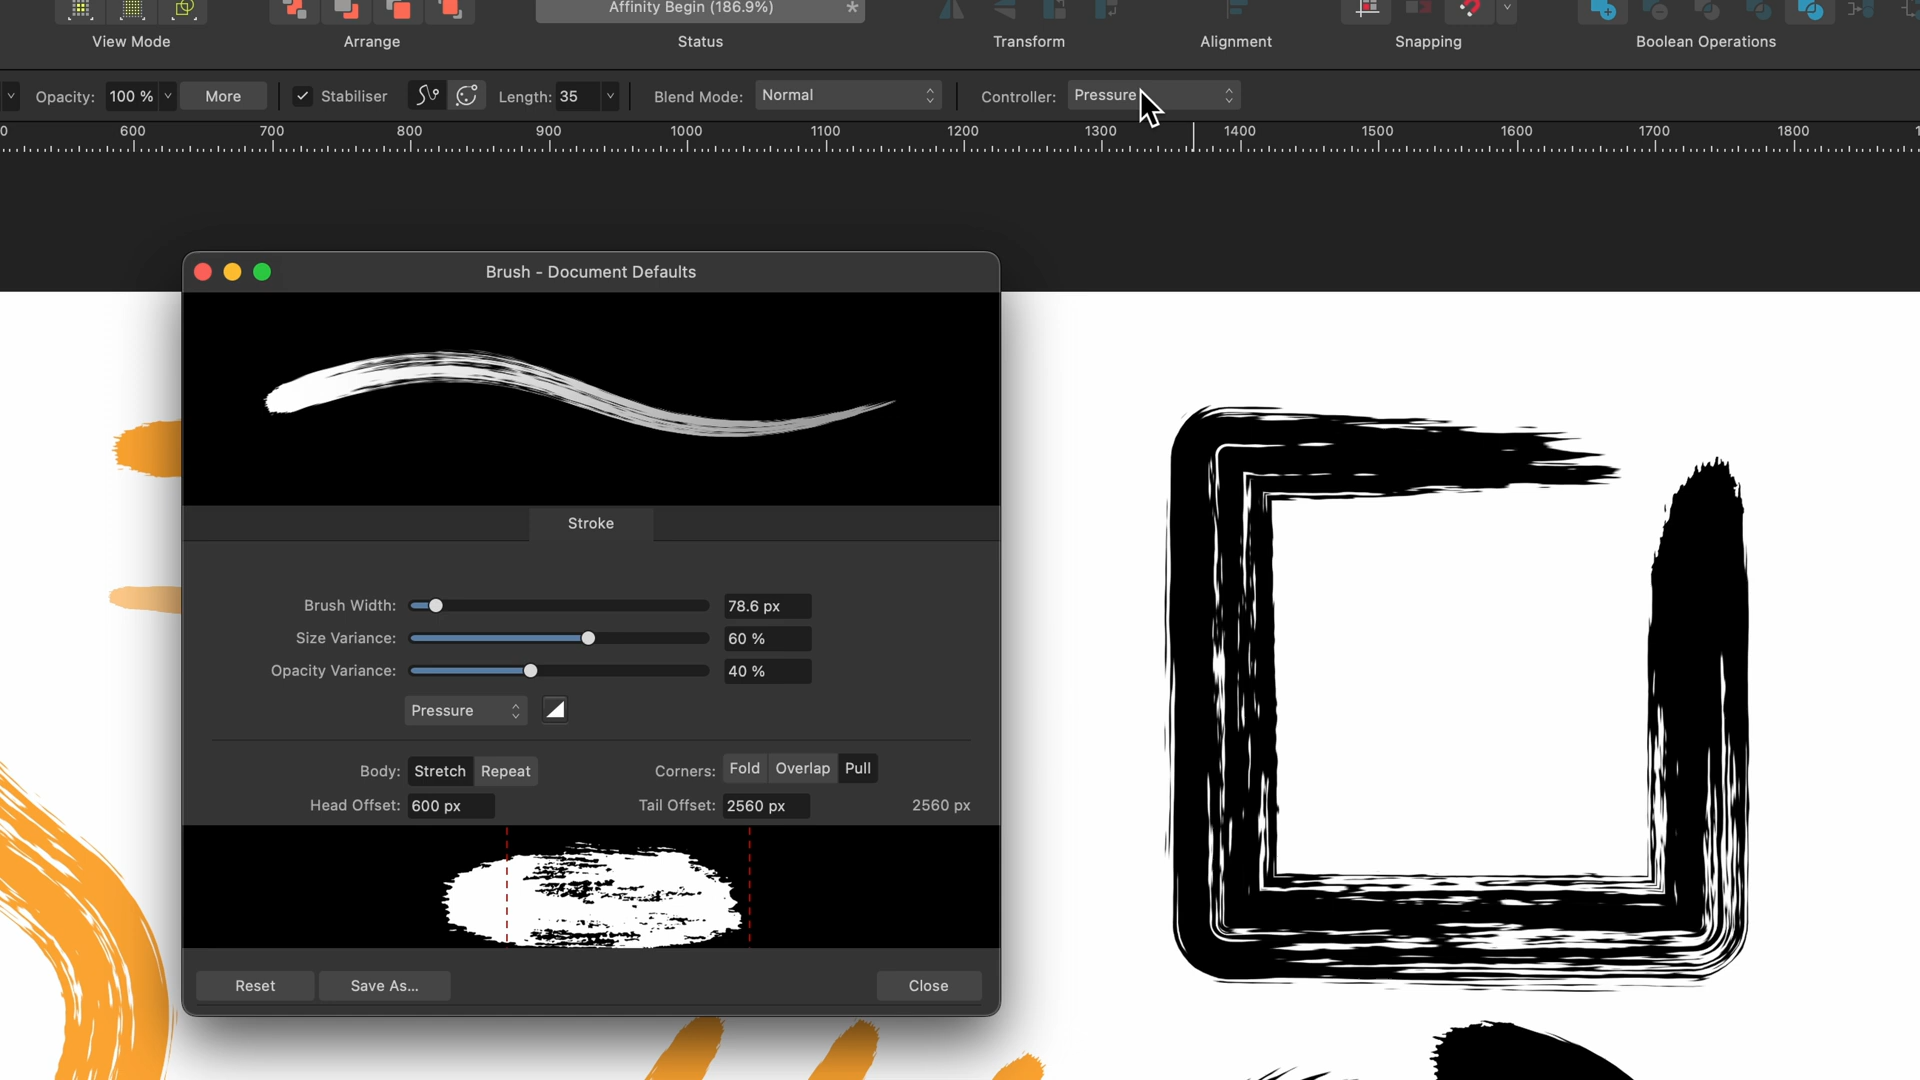 Affinity Begin (186.9%) *
View Mode Arrange Status Transform Alignment Snapping Boolean Operations
Opacity: 100 % More Stabiliser Length: 35 Blend Mode: Normal Controller: Pressure
0 600 700 800 900 1000 1100 1200 1300 1400 1500 1600 1700 1800
Brush - Document Defaults
Stroke
Brush Width: 78.6 px
Size Variance: 60 %
Opacity Variance: 40 %
Pressure
Body: Stretch Repeat Corners: Fold Overlap Pull
Head Offset: 600 px Tail Offset: 2560 px 2560 px
Reset Save As... Close